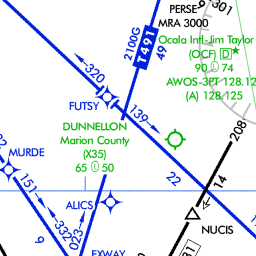 9
301
PERSE
MRA 3000
Ocala Intl-Jim Taylor
(OCF) D
90 74
AWOS-3PT 128.12
(A) 128.125
2100G
T491
49
320
FUTSY
139
DUNNELLON
Marion County
(X35)
65 50
208
22
MURDE
151
22
14
ALICS
332
023
9
NUCIS
31
EXWAY